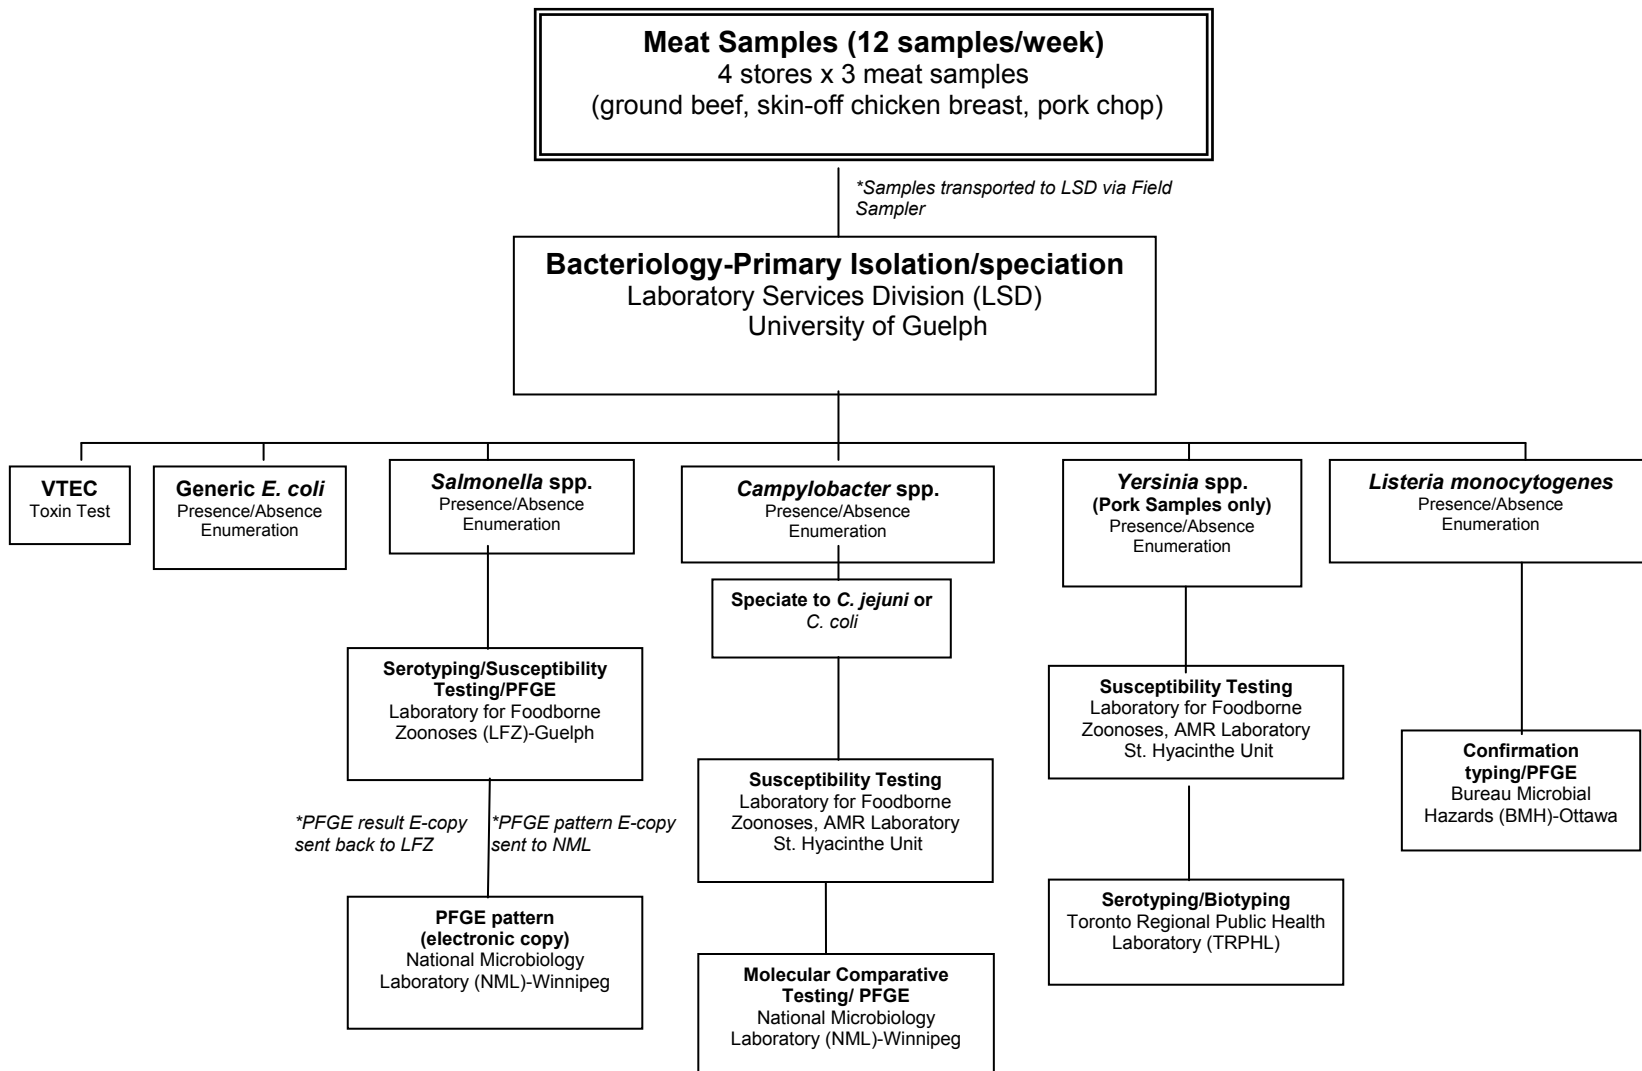 Meat Samples (12 samples/week)
4 stores x 3 meat samples
(ground beef, skin-off chicken breast, pork chop)
*Samples transported to LSD via Field
Sampler
Bacteriology-Primary Isolation/speciation
Laboratory Services Division (LSD)
University of Guelph
VTEC
Toxin Test
Generic E. coli
Presence/Absence
Enumeration
Salmonella spp.
Presence/Absence
Enumeration
Campylobacter spp.
Presence/Absence
Enumeration
Yersinia spp.
(Pork Samples only)
Presence/Absence
Enumeration
Listeria monocytogenes
Presence/Absence
Enumeration
Speciate to C. jejuni or
C. coli
Serotyping/Susceptibility
Testing/PFGE
Laboratory for Foodborne
Zoonoses (LFZ)-Guelph
Susceptibility Testing
Laboratory for Foodborne
Zoonoses, AMR Laboratory
St. Hyacinthe Unit
Susceptibility Testing
Laboratory for Foodborne
Zoonoses, AMR Laboratory
St. Hyacinthe Unit
Confirmation
typing/PFGE
Bureau Microbial
Hazards (BMH)-Ottawa
*PFGE result E-copy
sent back to LFZ
*PFGE pattern E-copy
sent to NML
PFGE pattern
(electronic copy)
National Microbiology
Laboratory (NML)-Winnipeg
Molecular Comparative
Testing/ PFGE
National Microbiology
Laboratory (NML)-Winnipeg
Serotyping/Biotyping
Toronto Regional Public Health
Laboratory (TRPHL)